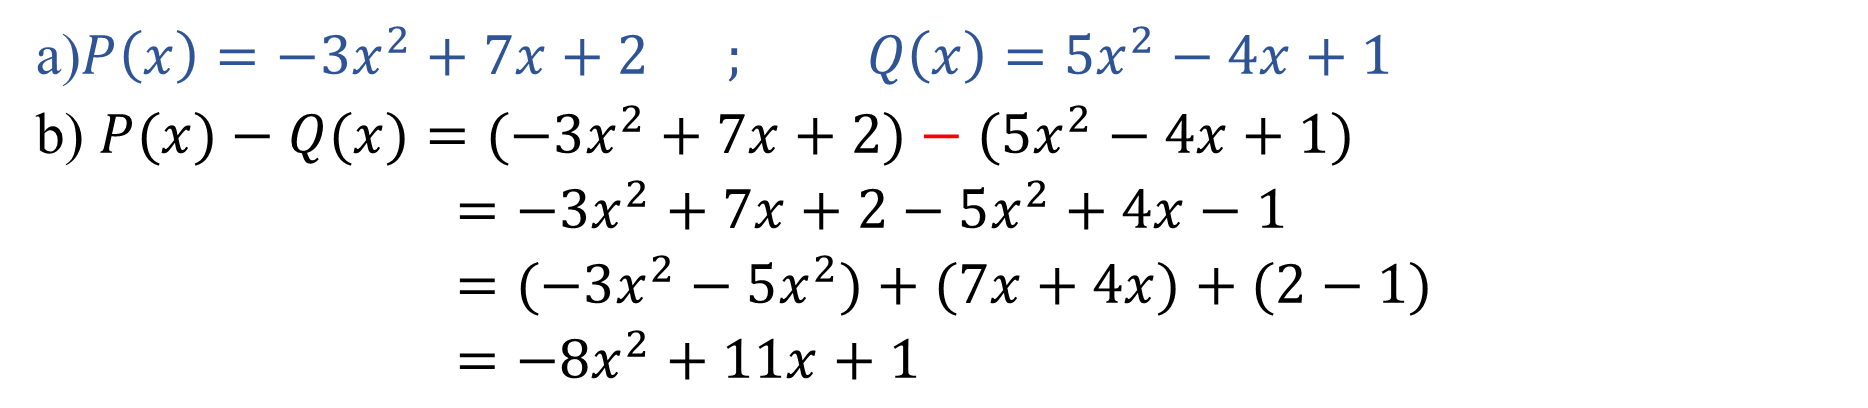 a)P(x) = −3x² + 7x + 2 ; Q(x) = 5x² − 4x + 1
b) P(x) − Q(x) = (−3x² + 7x + 2) − (5x² − 4x + 1)
= −3x² + 7x + 2 − 5x² + 4x − 1
= (−3x² − 5x²) + (7x + 4x) + (2 − 1)
= −8x² + 11x + 1